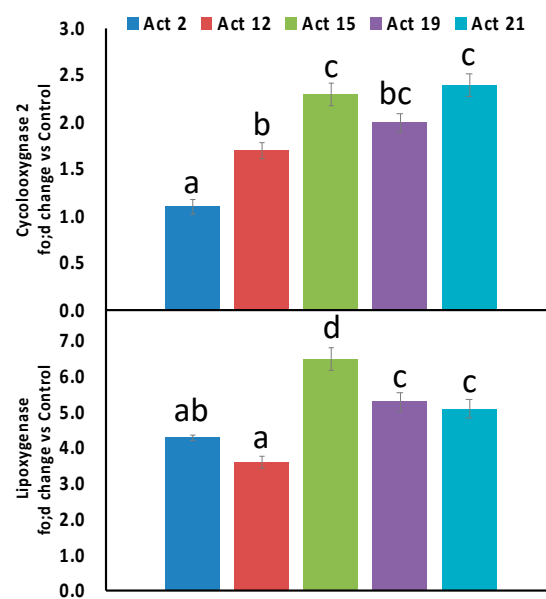 Act 2 Act 12 Act 15 Act 19 Act 21
Cycolooxygnase 2
fo;d change vs Control
3.0
2.5
2.0
1.5
1.0
0.5
0.0
a
b
c
bc
c
Lipoxygenase
fo;d change vs Control
7.0
6.0
5.0
4.0
3.0
2.0
1.0
0.0
ab
a
d
c
c